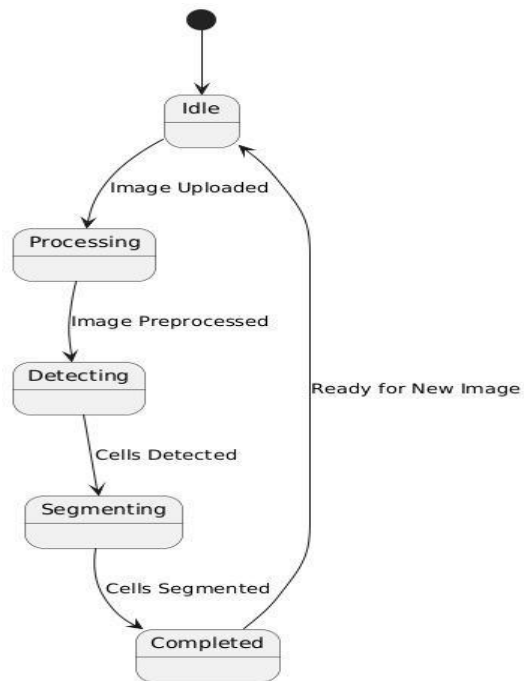 Idle
Image Uploaded
Processing
Image Preprocessed
Detecting
Ready for New Image
Cells Detected
Segmenting
Cells Segmented
Completed